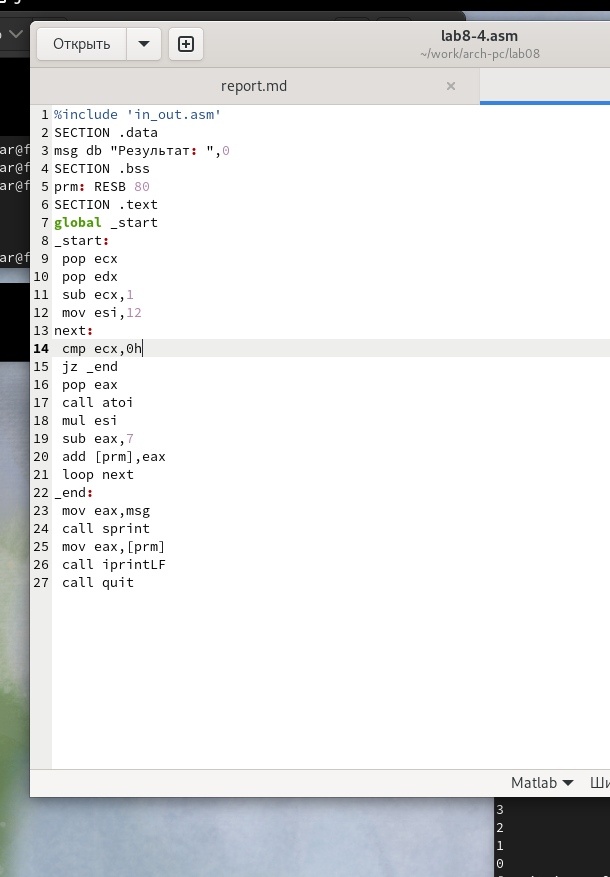 Открыть
lab8-4.asm
~/work/arch-pc/lab08
report.md
1 %include 'in_out.asm'
2 SECTION .data
3 msg db "Результат: ",0
4 SECTION .bss
5 prm: RESB 80
6 SECTION .text
7 global _start
8 _start:
9 pop ecx
10 pop edx
11 sub ecx,1
12 mov esi,12
13 next:
14 cmp ecx,0h
15 jz _end
16 pop eax
17 call atoi
18 mul esi
19 sub eax,7
20 add [prm],eax
21 loop next
22 _end:
23 mov eax,msg
24 call sprint
25 mov eax,[prm]
26 call iprintLF
27 call quit
ar@f
ar@f
ar@f
ar@f
Matlab
3
2
1
0